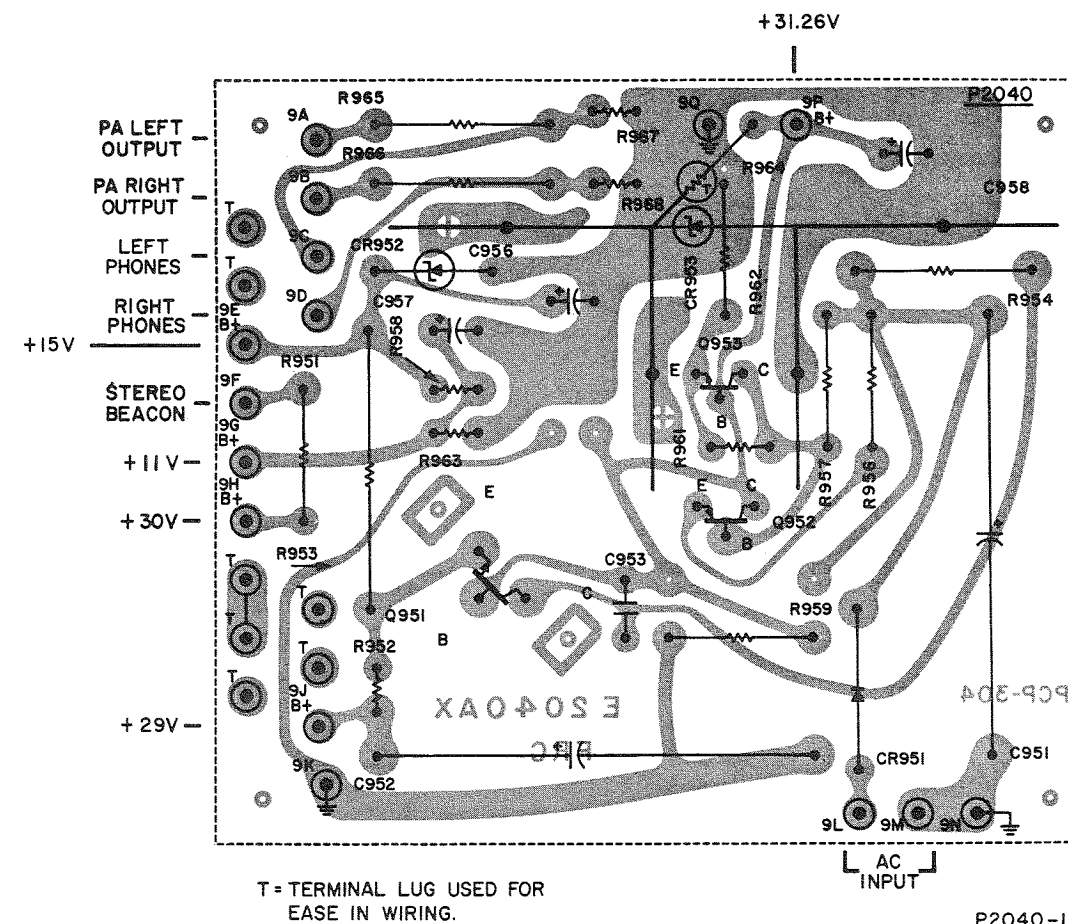 +31.26V
P2040
R965
9A
9Q
9P
B+
PA LEFT
OUTPUT
R967
R966
R964
9B
PA RIGHT
OUTPUT
R968
C958
T
9C
CR952
C956
LEFT
PHONES
T
9D
C957
CR953
R962
R954
RIGHT
PHONES
9E
B+
+15V
R958
Q953
R951
E
C
9F
STEREO
BEACON
B
9G
B+
R961
+11V
R963
R957
R956
9H
B+
E
E
C
+30V
Q952
B
R953
C953
T
T
C
Q951
R959
T
B
R952
T
T
9J
B+
E2040AX
PCP-304
+29V
9K
C952
CR951
C951
9L
9M
9N
AC
INPUT
T = TERMINAL LUG USED FOR
EASE IN WIRING.
P2040-1